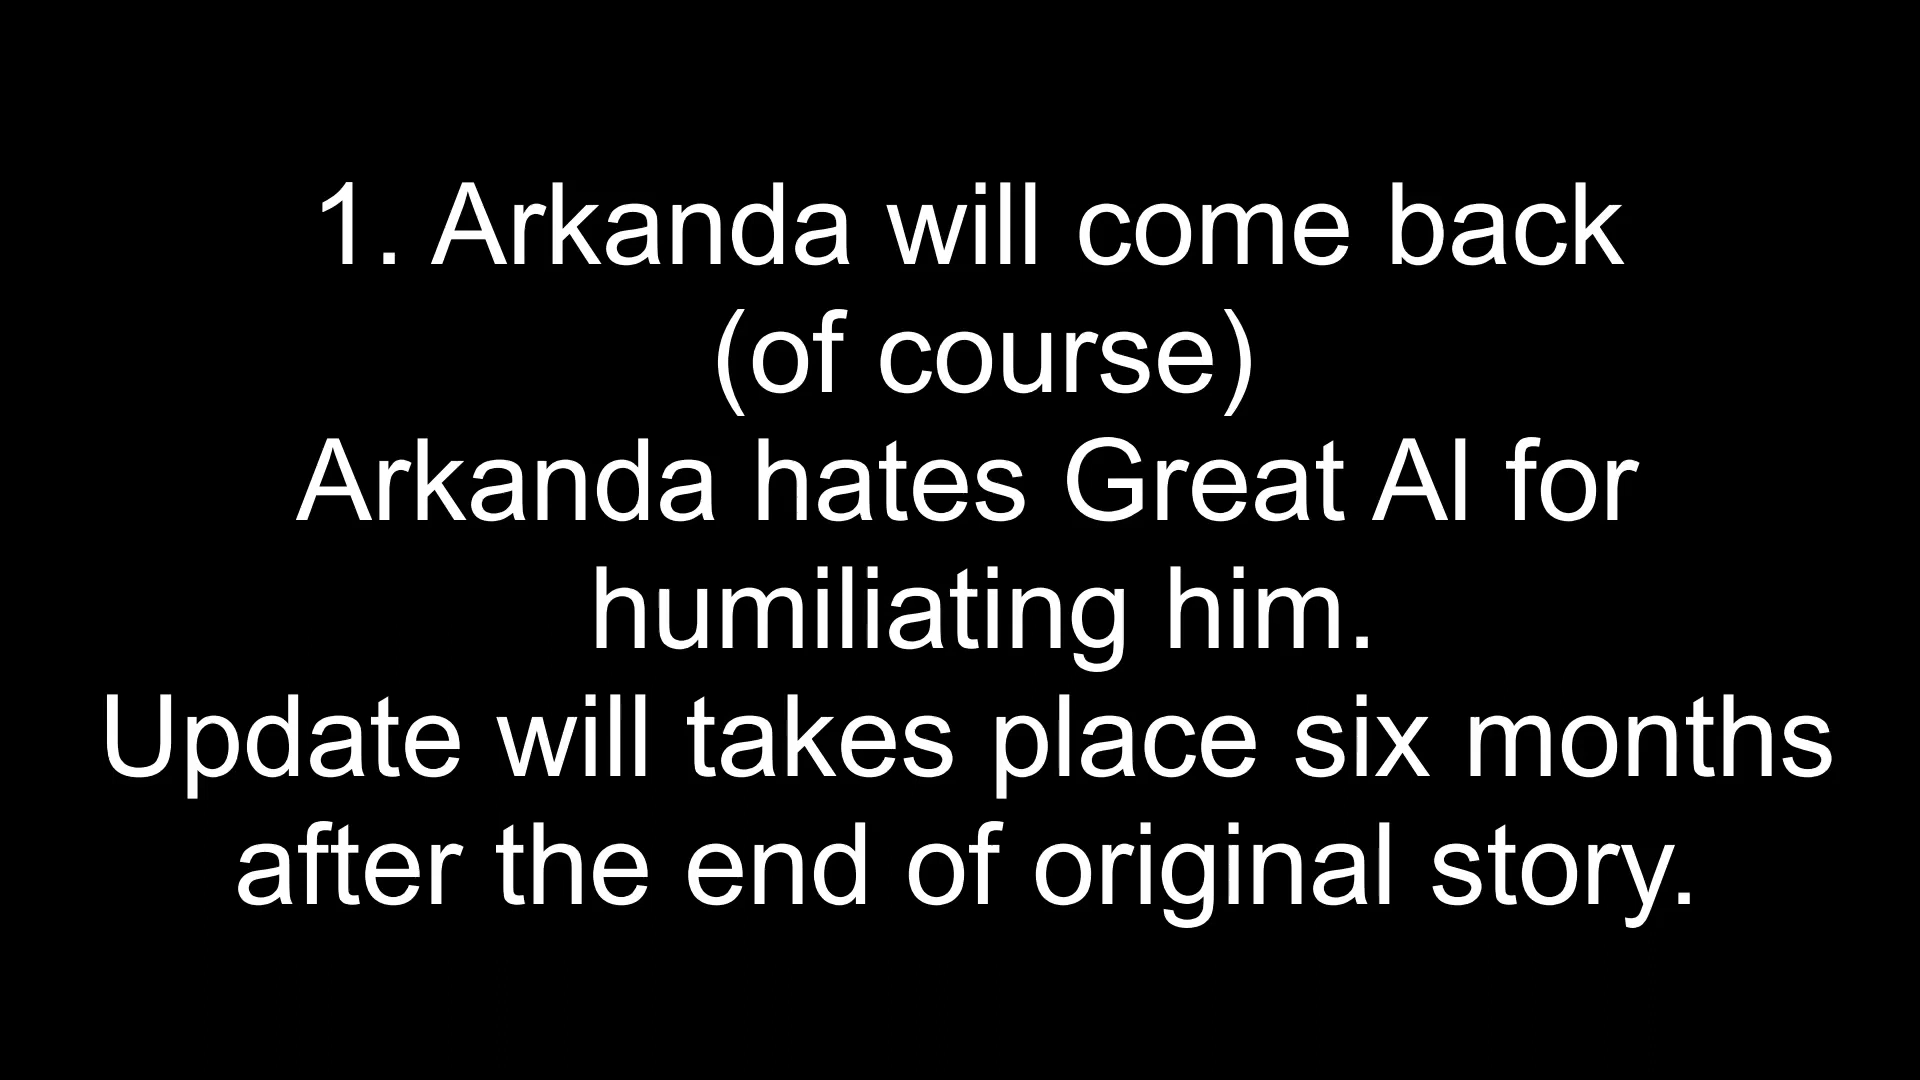 1. Arkanda will come back
(of course)
Arkanda hates Great AI for
humiliating him.
Update will takes place six months
after the end of original story.